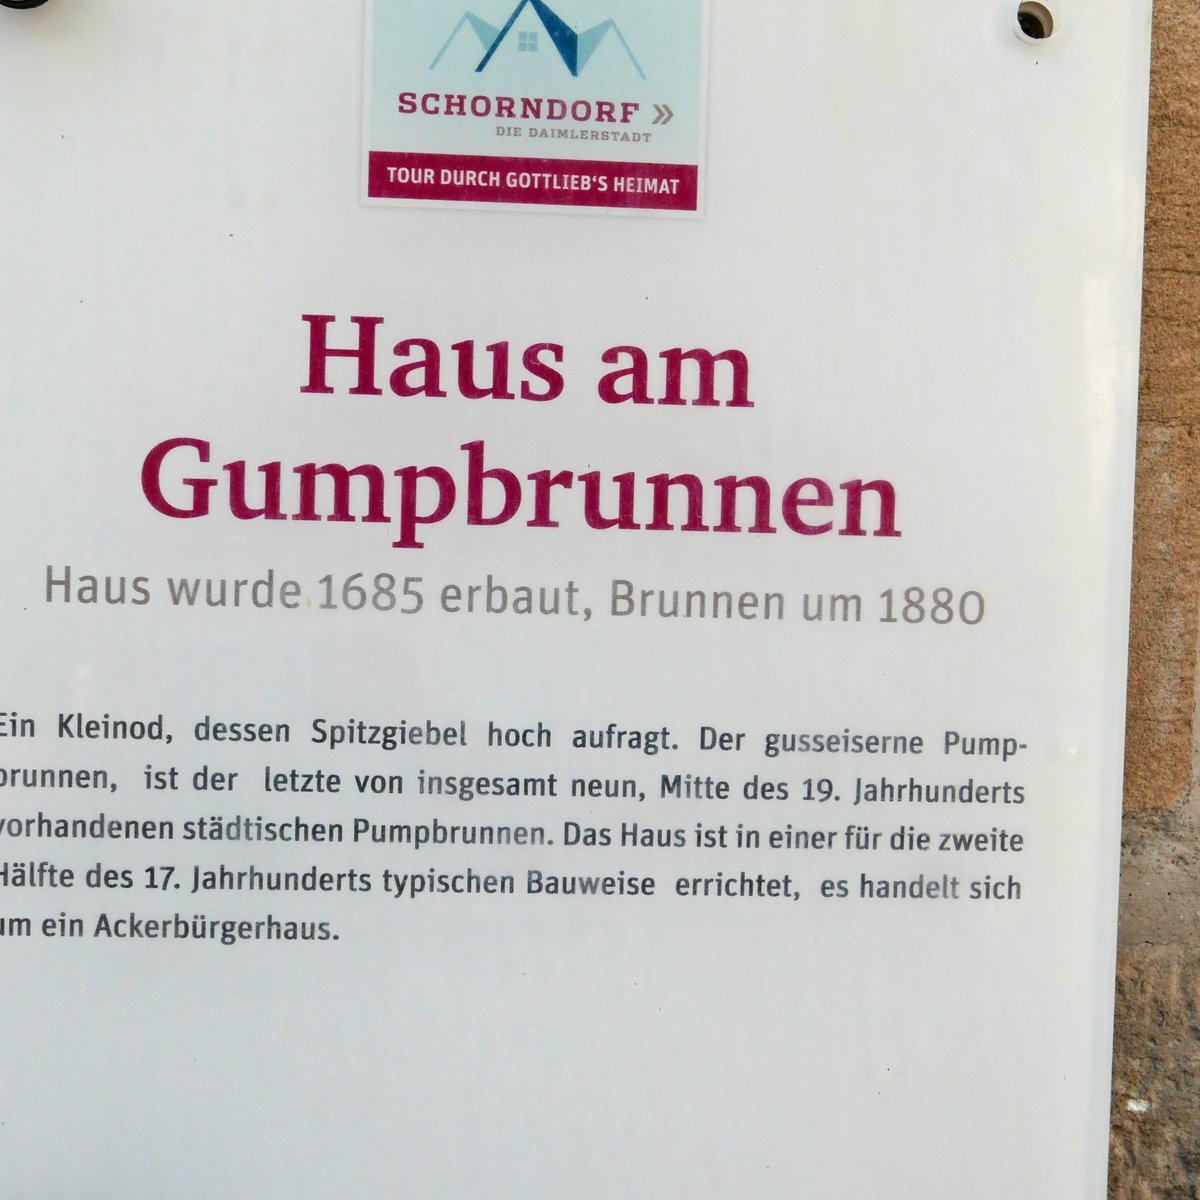 SCHORNDORF »
DIE DAIMLERSTADT
TOUR DURCH GOTTLIEB‘S HEIMAT
Haus am
Gumpbrunnen
Haus wurde 1685 erbaut, Brunnen um 1880
Ein Kleinod, dessen Spitzgiebel hoch aufragt. Der gusseiserne Pump-
brunnen, ist der letzte von insgesamt neun, Mitte des 19. Jahrhunderts
vorhandenen städtischen Pumpbrunnen. Das Haus ist in einer für die zweite
Hälfte des 17. Jahrhunderts typischen Bauweise errichtet, es handelt sich
um ein Ackerbürgerhaus.